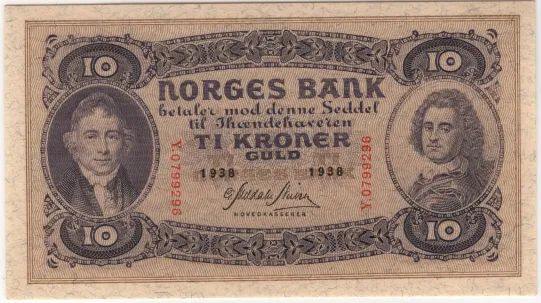 10 10
NORGES BANK
betaler mod denne Seddel
til Ihændehaveren
TI KRONER
GULD
1938 1938
Y.0799296
Y.0799296
HOVEDKASSERER
10 10